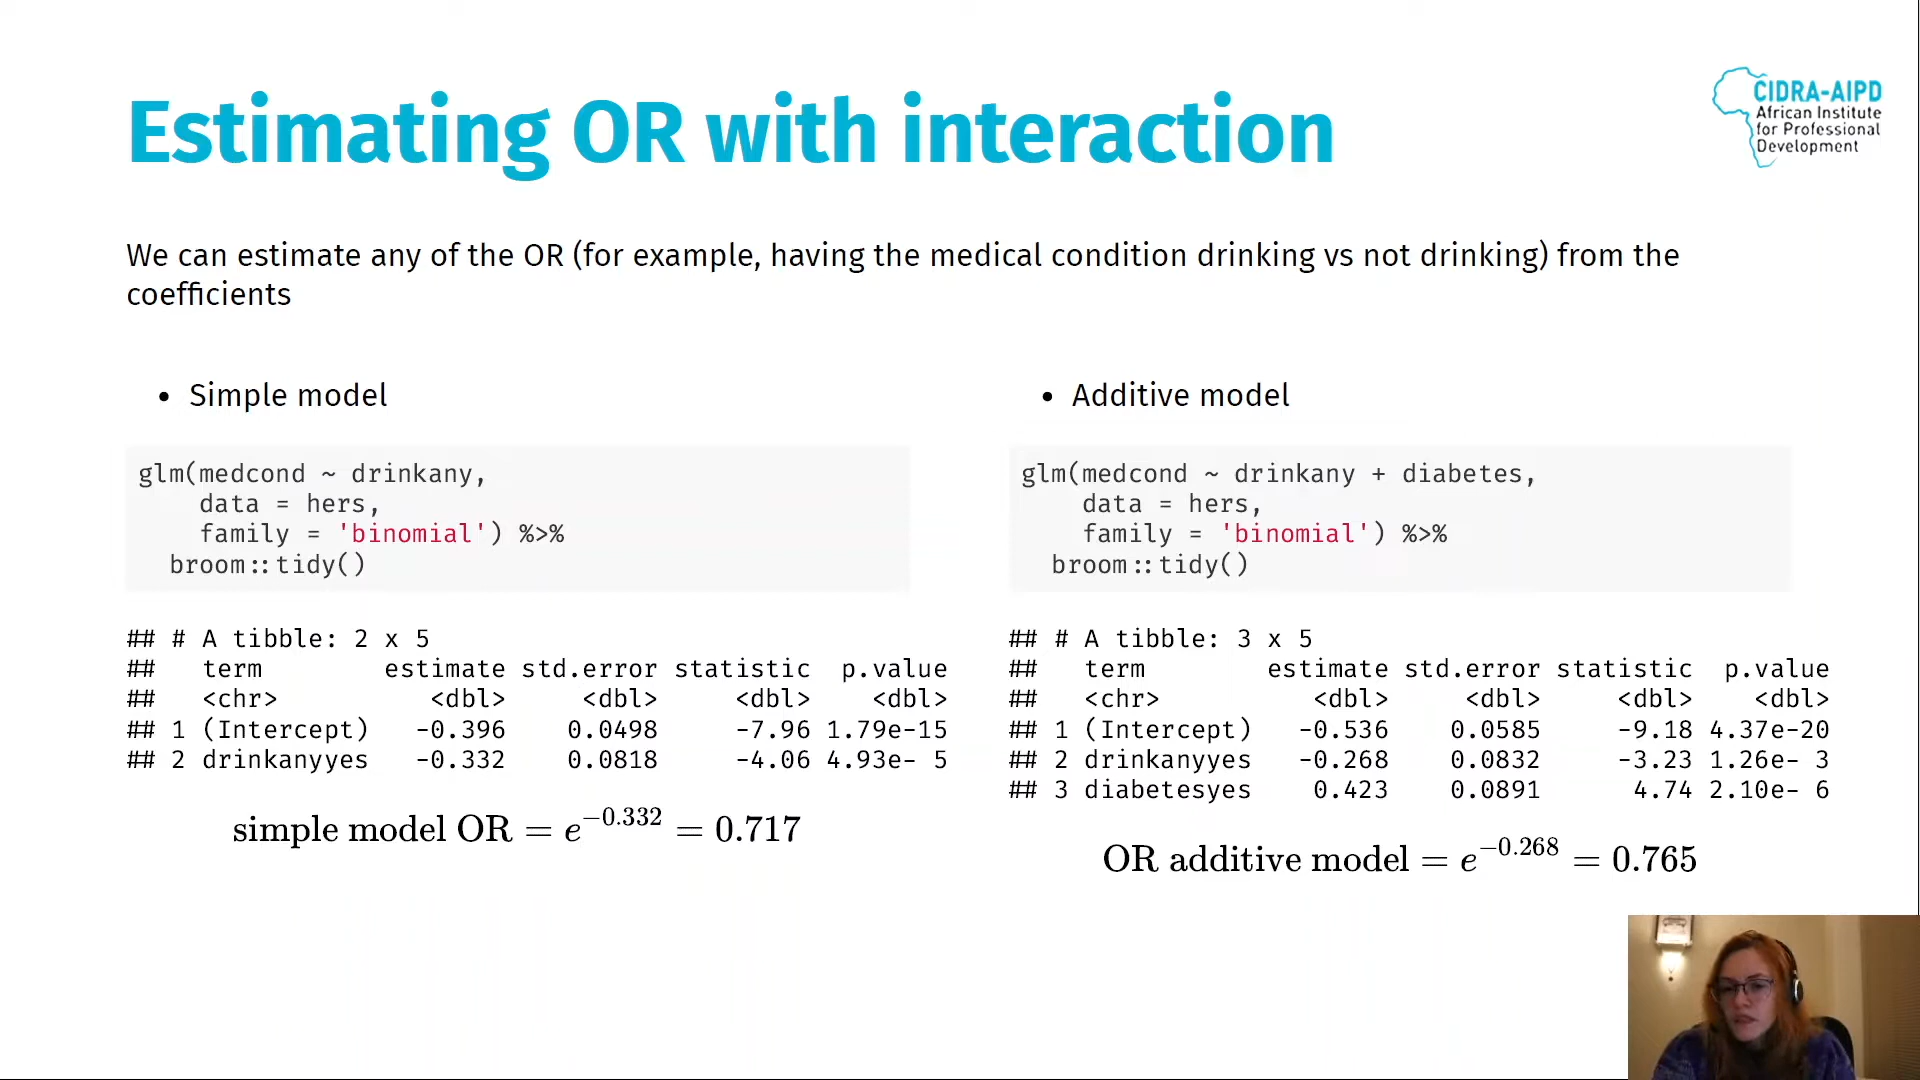 Estimating OR with interaction
CIDRA-AIPD
African Institute
for Professional
Development
We can estimate any of the OR (for example, having the medical condition drinking vs not drinking) from the
coefficients
• Simple model
glm(medcond ~ drinkany,
    data = hers,
    family = 'binomial') %>%
  broom::tidy()
## # A tibble: 2 x 5
##   term        estimate std.error statistic  p.value
##   <chr>          <dbl>     <dbl>     <dbl>    <dbl>
## 1 (Intercept)   -0.396    0.0498     -7.96 1.79e-15
## 2 drinkanyyes   -0.332    0.0818     -4.06 4.93e- 5
simple model OR = e^−0.332 = 0.717
• Additive model
glm(medcond ~ drinkany + diabetes,
    data = hers,
    family = 'binomial') %>%
  broom::tidy()
## # A tibble: 3 x 5
##   term        estimate std.error statistic  p.value
##   <chr>          <dbl>     <dbl>     <dbl>    <dbl>
## 1 (Intercept)   -0.536    0.0585     -9.18 4.37e-20
## 2 drinkanyyes   -0.268    0.0832     -3.23 1.26e- 3
## 3 diabetesyes    0.423    0.0891      4.74 2.10e- 6
OR additive model = e^−0.268 = 0.765